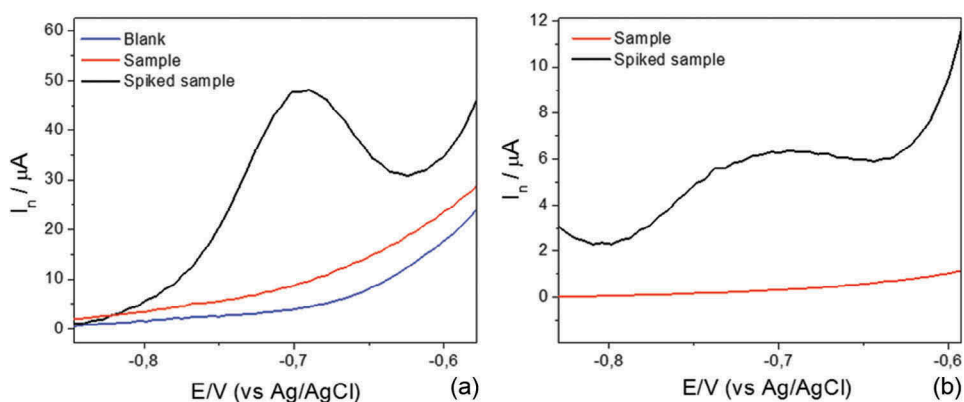 60
50
40
30
20
10
0
Iₙ / µA
Blank
Sample
Spiked sample
-0,8
-0,7
-0,6
E/V (vs Ag/AgCl)
(a)
12
10
8
6
4
2
0
Iₙ / µA
Sample
Spiked sample
-0,8
-0,7
-0,6
E/V (vs Ag/AgCl)
(b)